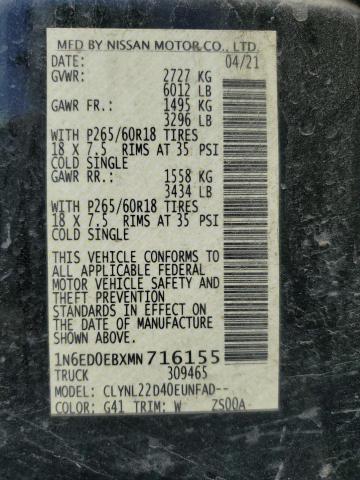 MFD BY NISSAN MOTOR CO., LTD.
DATE: 04/21
GVWR: 2727 KG
6012 LB
GAWR FR.: 1495 KG
3296 LB
WITH P265/60R18 TIRES
18 X 7.5 RIMS AT 35 PSI
COLD SINGLE
GAWR RR.: 1558 KG
3434 LB
WITH P265/60R18 TIRES
18 X 7.5 RIMS AT 35 PSI
COLD SINGLE
THIS VEHICLE CONFORMS TO
ALL APPLICABLE FEDERAL
MOTOR VEHICLE SAFETY AND
THEFT PREVENTION
STANDARDS IN EFFECT ON
THE DATE OF MANUFACTURE
SHOWN ABOVE.
1N6ED0EBXMN716155
TRUCK 309465
MODEL: CLYNL22D40EUNFAD--
COLOR: G41 TRIM: W ZS00A-